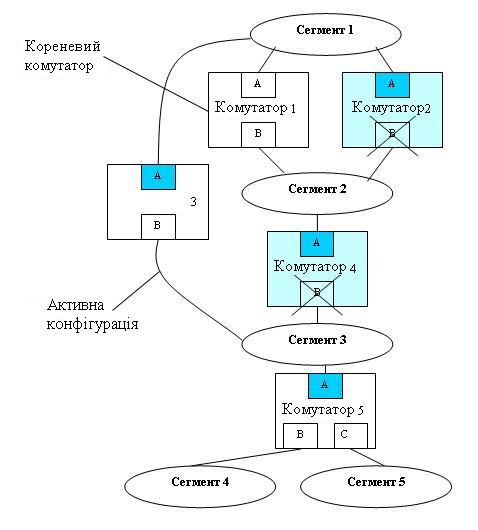 Сегмент 1
Кореневий
комутатор
A
Комутатор 1
B
A
Комутатор2
B
A
3
B
Сегмент 2
A
Комутатор 4
B
Активна
конфігурація
Сегмент 3
A
Комутатор 5
B
C
Сегмент 4
Сегмент 5